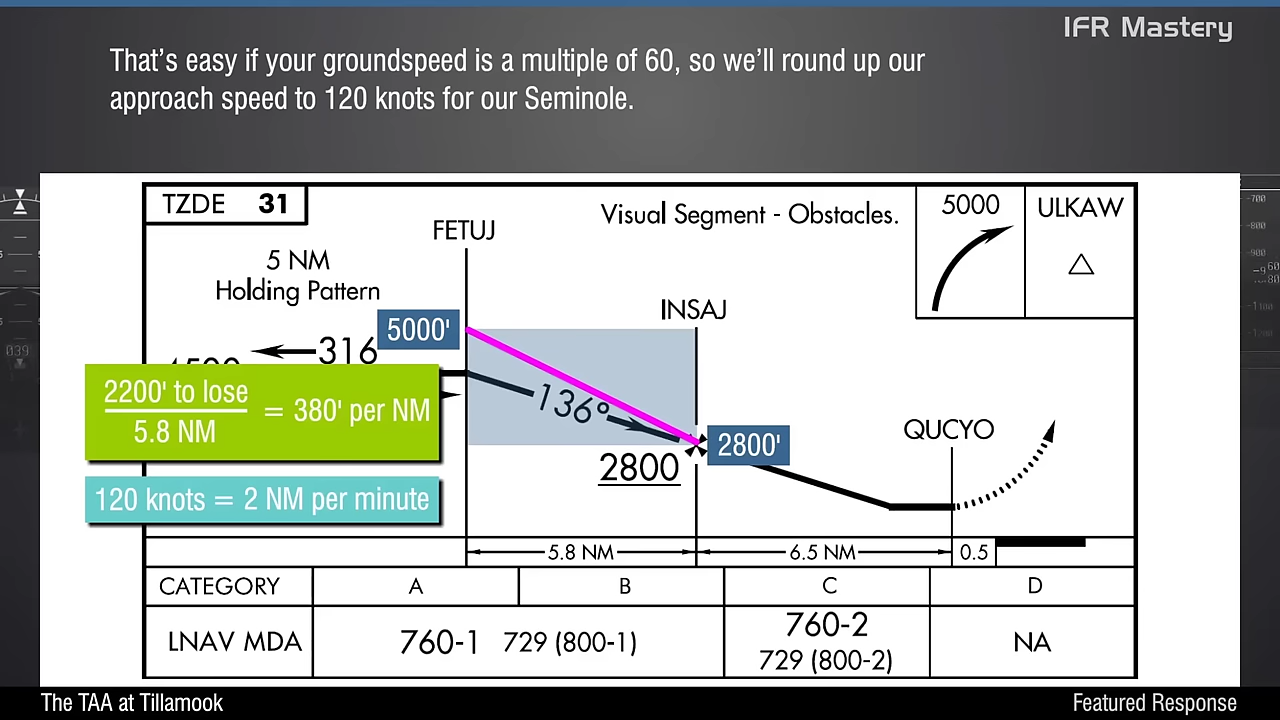 IFR Mastery
That's easy if your groundspeed is a multiple of 60, so we'll round up our
approach speed to 120 knots for our Seminole.
TZDE 31
Visual Segment - Obstacles.
5000
ULKAW
FETUJ
5 NM
Holding Pattern
INSAJ
5000'
316
2200' to lose
5.8 NM
= 380' per NM
136°
2800'
2800
QUCYO
120 knots = 2 NM per minute
5.8 NM
6.5 NM
0.5
CATEGORY A B C D
LNAV MDA
760-1 729 (800-1)
760-2
729 (800-2)
NA
039
-700
-800
-900
The TAA at Tillamook
Featured Response